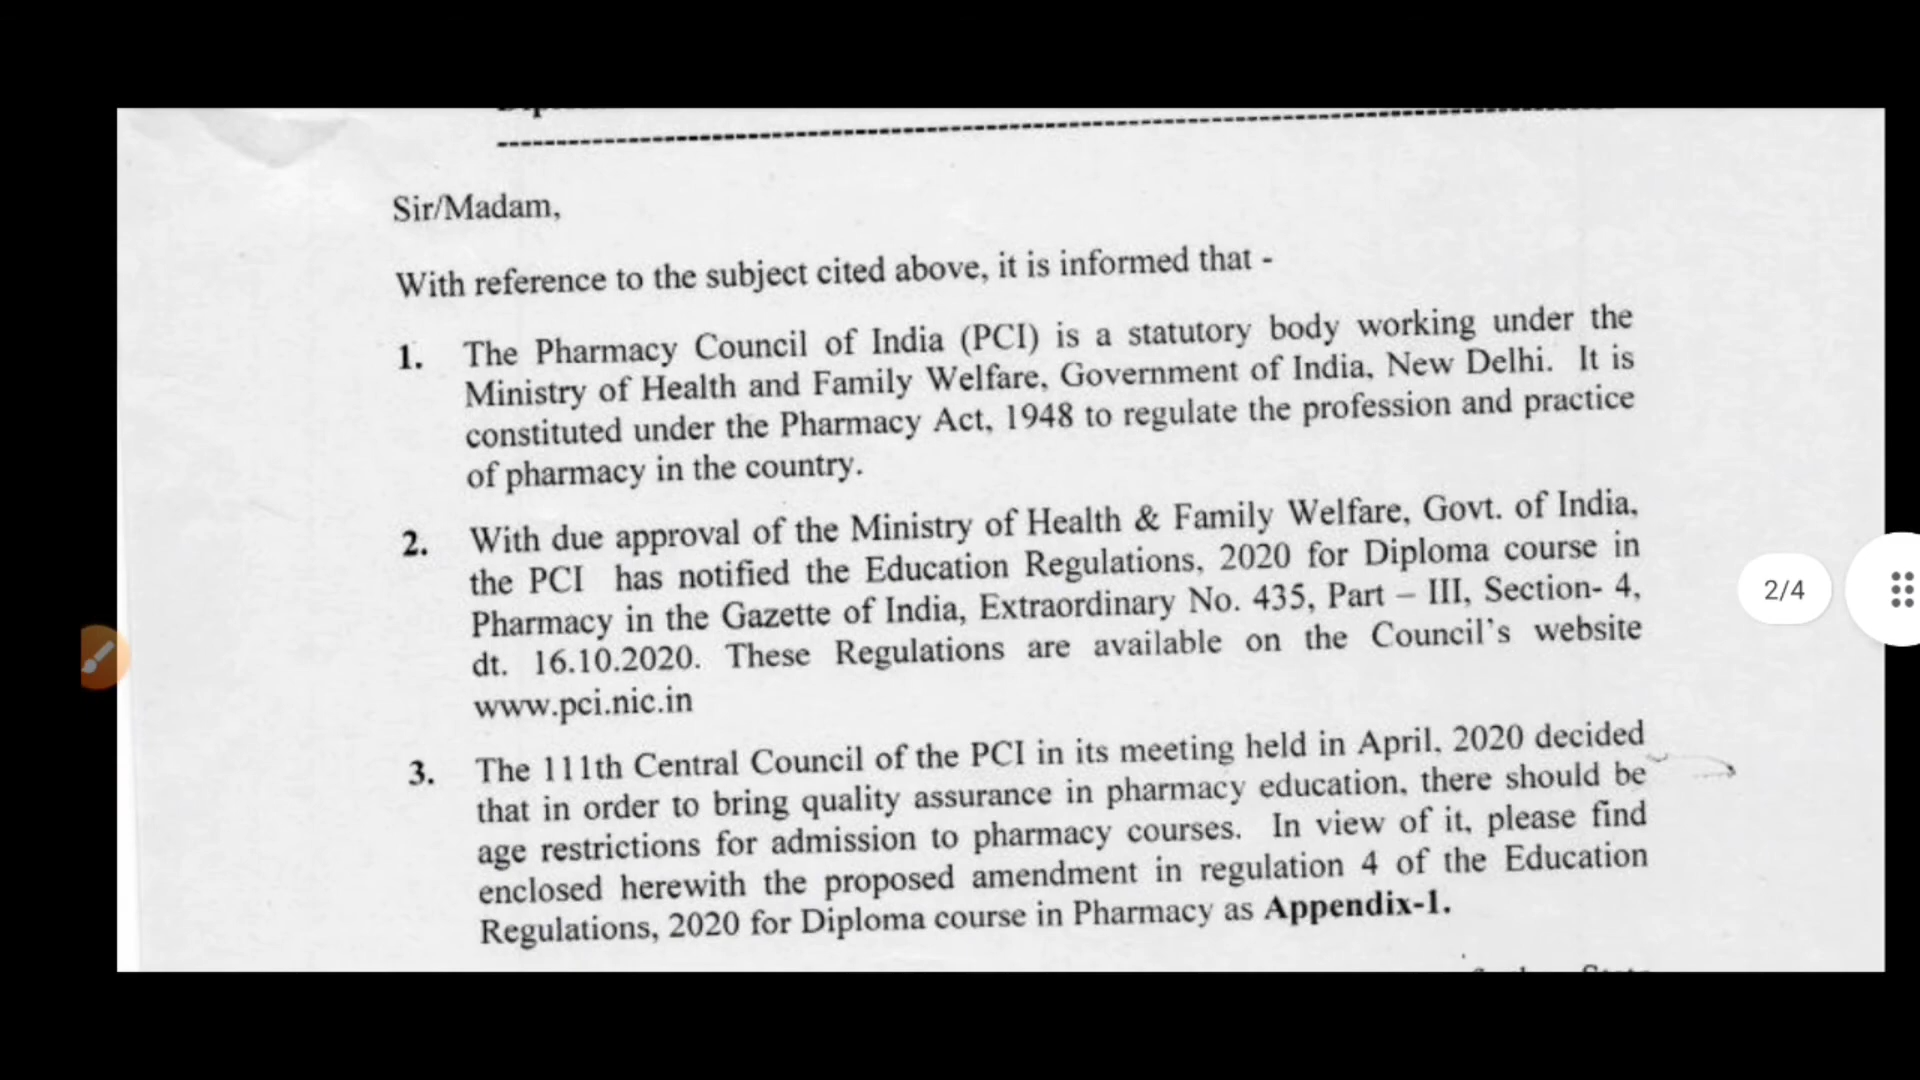 Sir/Madam,
With reference to the subject cited above, it is informed that -
1. The Pharmacy Council of India (PCI) is a statutory body working under the
Ministry of Health and Family Welfare, Government of India, New Delhi. It is
constituted under the Pharmacy Act, 1948 to regulate the profession and practice
of pharmacy in the country.
2. With due approval of the Ministry of Health & Family Welfare, Govt. of India,
the PCI has notified the Education Regulations, 2020 for Diploma course in
Pharmacy in the Gazette of India, Extraordinary No. 435, Part – III, Section- 4,
dt. 16.10.2020. These Regulations are available on the Council's website
www.pci.nic.in
2/4
3. The 111th Central Council of the PCI in its meeting held in April, 2020 decided
that in order to bring quality assurance in pharmacy education, there should be
age restrictions for admission to pharmacy courses. In view of it, please find
enclosed herewith the proposed amendment in regulation 4 of the Education
Regulations, 2020 for Diploma course in Pharmacy as Appendix-1.